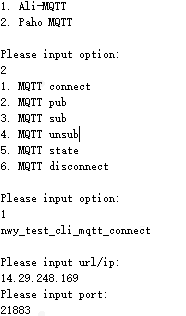 1. Ali-MQTT
2. Paho MQTT
Please input option:
2
1. MQTT connect
2. MQTT pub
3. MQTT sub
4. MQTT unsub
5. MQTT state
6. MQTT disconnect
Please input option:
1
nwy_test_cli_mqtt_connect
Please input url/ip:
14.29.248.169
Please input port:
21883